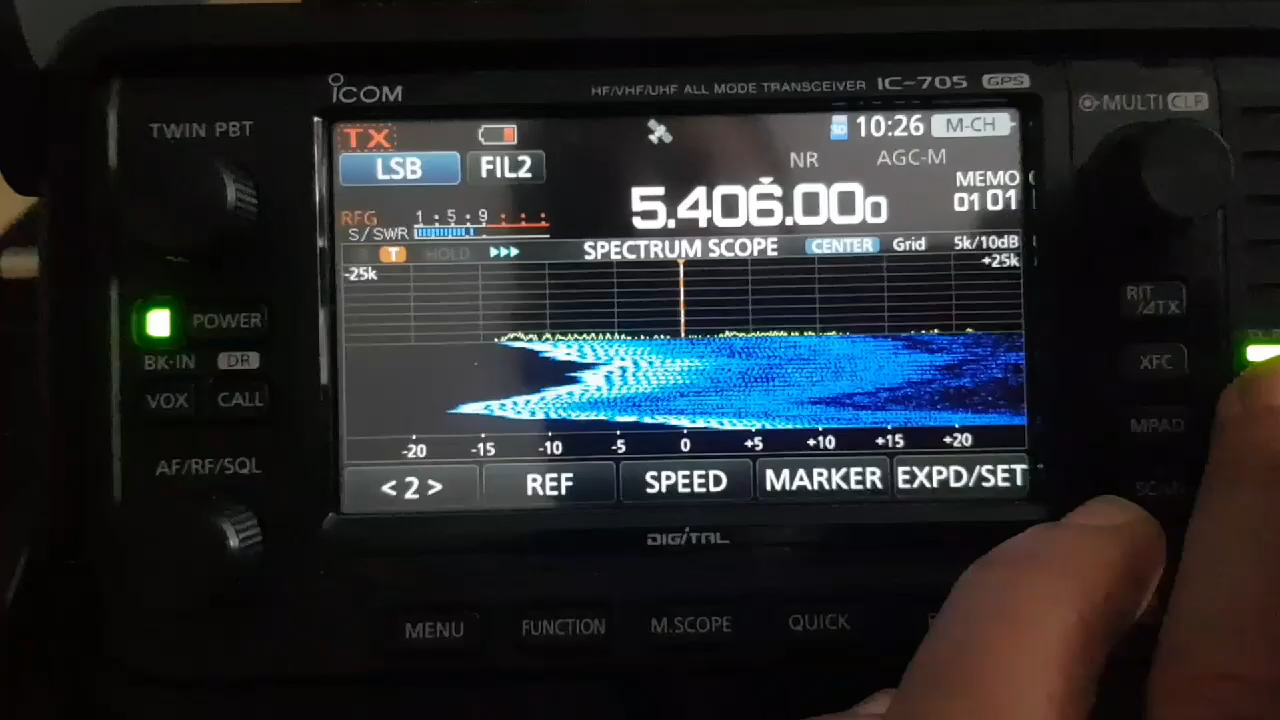 ICOM
HF/VHF/UHF ALL MODE TRANSCEIVER IC-705 GPS
TWIN PBT
MULTI CLR
TX
SD 10:26 M-CH
LSB FIL2
NR AGC-M
5.406.000
MEMO
01 01
RFG 1 5 9
S/SWR
T HOLD SPECTRUM SCOPE CENTER Grid 5k/10dB
-25k +25k
POWER
BK-IN DR
VOX CALL
AF/RF/SQL
RIT
/⊿TX
XFC
MPAD
SCAN
-20 -15 -10 -5 0 +5 +10 +15 +20
<2> REF SPEED MARKER EXPD/SET
DIGITAL
MENU FUNCTION M.SCOPE QUICK